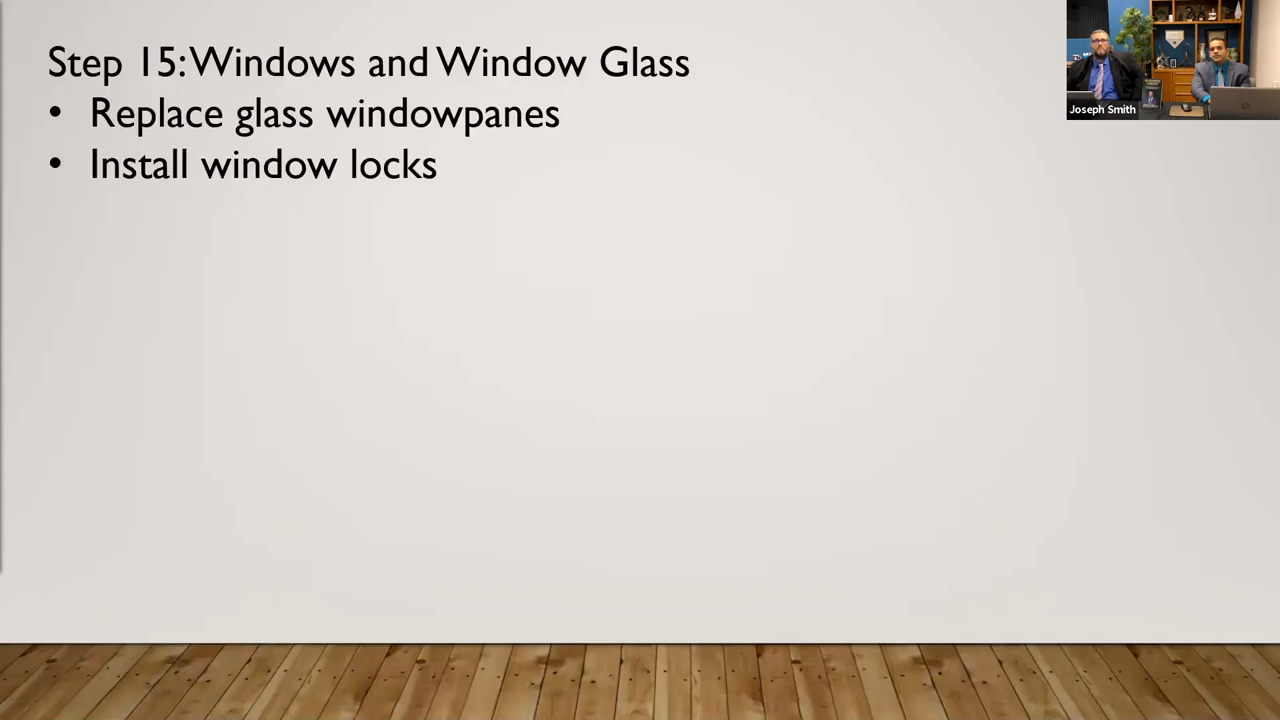 Step 15: Windows and Window Glass
• Replace glass windowpanes
• Install window locks
Joseph Smith